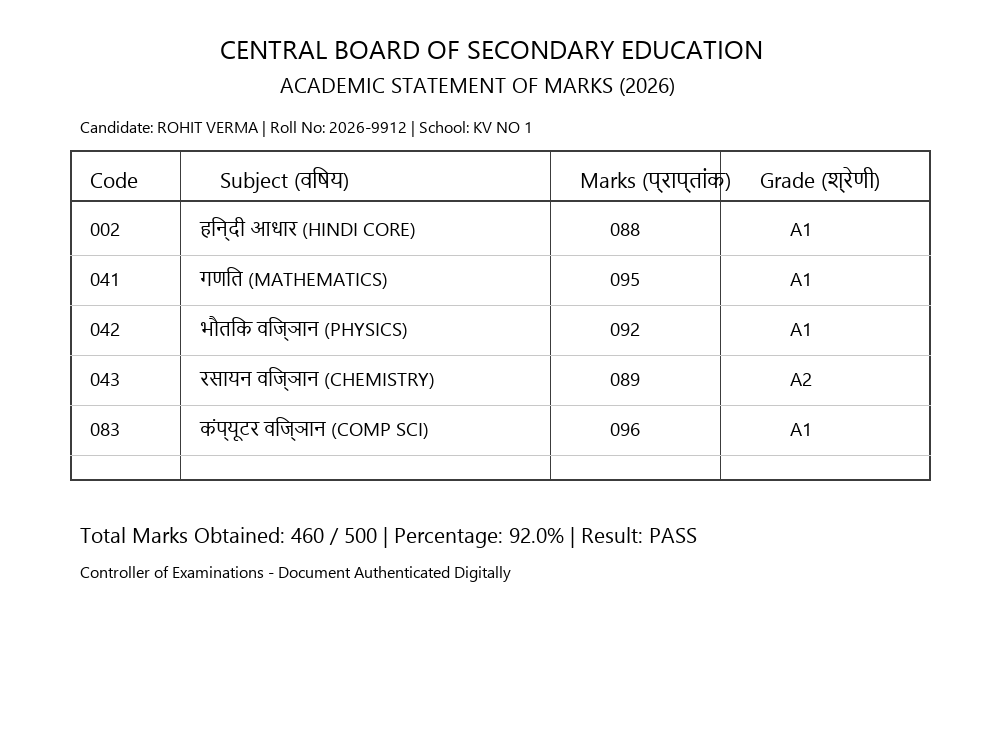 CENTRAL BOARD OF SECONDARY EDUCATION
ACADEMIC STATEMENT OF MARKS (2026)
Candidate: ROHIT VERMA | Roll No: 2026-9912 | School: KV NO 1
Code Subject (विषय) Marks (प्राप्तांक) Grade (श्रेणी)
002 हिन्दी आधार (HINDI CORE) 088 A1
041 गणित (MATHEMATICS) 095 A1
042 भौतिक विज्ञान (PHYSICS) 092 A1
043 रसायन विज्ञान (CHEMISTRY) 089 A2
083 कंप्यूटर विज्ञान (COMP SCI) 096 A1
Total Marks Obtained: 460 / 500 | Percentage: 92.0% | Result: PASS
Controller of Examinations - Document Authenticated Digitally